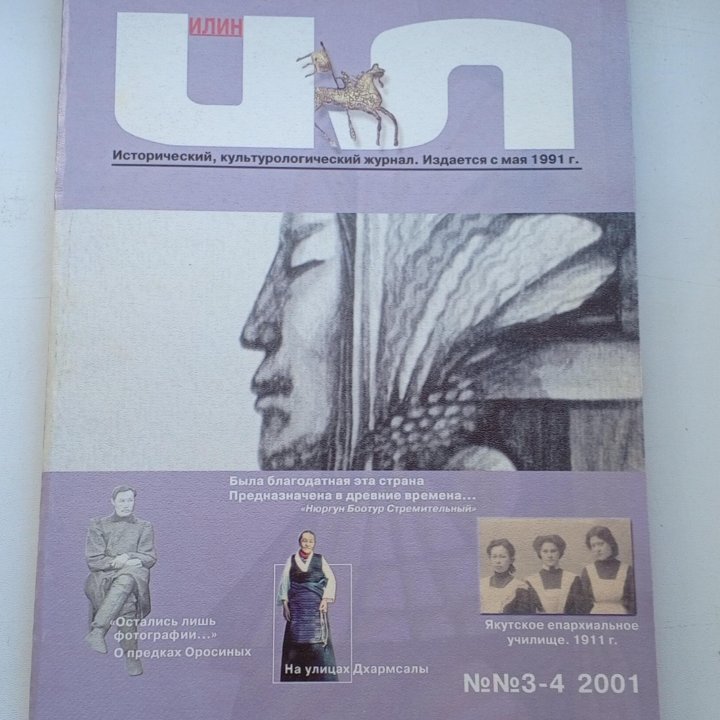 ИЛИН
ИЛ
Исторический, культурологический журнал. Издается с мая 1991 г.
Была благодатная эта страна
Предназначена в древние времена...
«Нюргун Боотур Стремительный»
«Остались лишь
фотографии...»
О предках Оросиных
На улицах Дхармсалы
Якутское епархиальное
училище. 1911 г.
№№3-4 2001